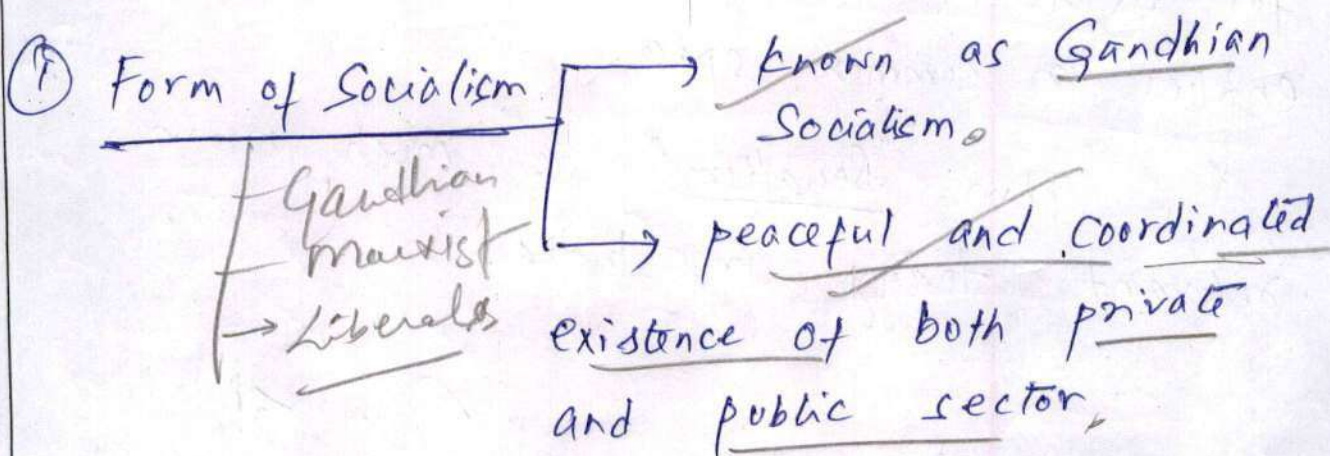 ① Form of Socialism → known as Gandhian
Socialism.
Gandhian
Marxist
→ Liberals
→ peaceful and coordinated
existence of both private
and public sector,